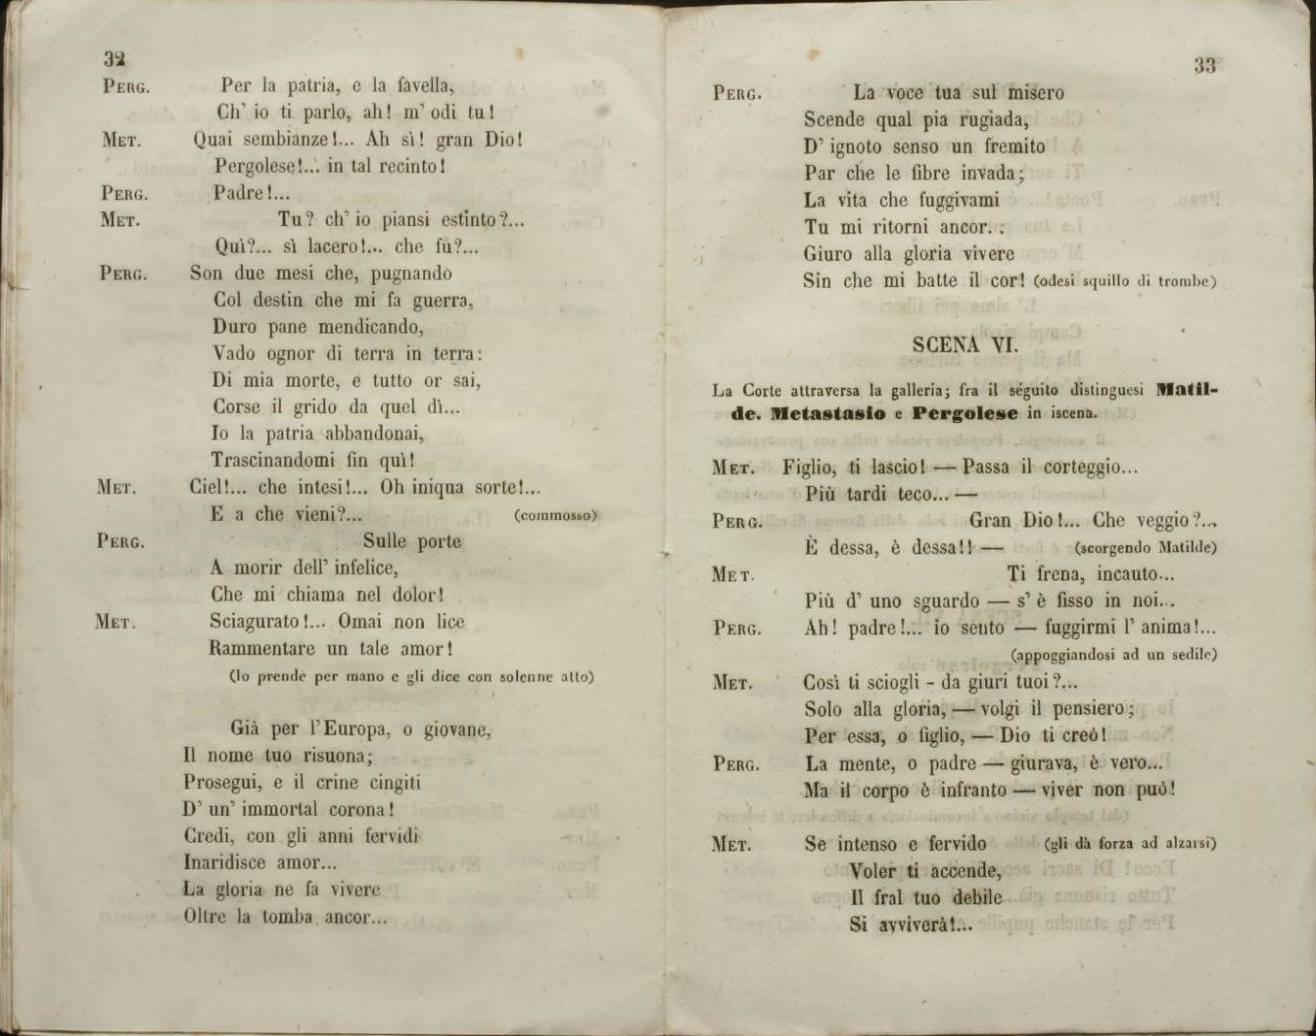 32
PERG. Per la patria, e la favella,
Ch' io ti parlo, ah! m' odi tu!
MET. Quai sembianze!... Ah sì! gran Dio!
Pergolese!... in tal recinto!
PERG. Padre!...
MET. Tu? ch' io piansi estinto?...
Quì?... sì lacero!... che fu?...
PERG. Son due mesi che, pugnando
Col destin che mi fa guerra,
Duro pane mendicando,
Vado ognor di terra in terra:
Di mia morte, e tutto or sai,
Corse il grido da quel dì...
Io la patria abbandonai,
Trascinandomi fin quì!
MET. Ciel!... che intesi!... Oh iniqua sorte!...
E a che vieni?... (commosso)
PERG. Sulle porte
A morir dell' infelice,
Che mi chiama nel dolor!
MET. Sciagurato!... Omai non lice
Rammentare un tale amor!
(lo prende per mano e gli dice con solenne atto)
Già per l'Europa, o giovane,
Il nome tuo risuona;
Prosegui, e il crine cingiti
D' un' immortal corona!
Credi, con gli anni fervidi
Inaridisce amor...
La gloria ne fa vivere
Oltre la tomba ancor...
33
PERG. La voce tua sul misero
Scende qual pia rugiada,
D' ignoto senso un fremito
Par che le fibre invada;
La vita che fuggivami
Tu mi ritorni ancor. .
Giuro alla gloria vivere
Sin che mi batte il cor! (odesi squillo di trombe)
SCENA VI.
La Corte attraversa la galleria; fra il séguito distinguesi Matil-
de. Metastasio e Pergolese in iscena.
MET. Figlio, ti lascio! — Passa il corteggio...
Più tardi teco... —
PERG. Gran Dio!... Che veggio?...
È dessa, è dessa!! — (scorgendo Matilde)
MET. Ti frena, incauto...
Più d' uno sguardo — s' è fisso in noi...
PERG. Ah! padre!... io sento — fuggirmi l' anima!...
(appoggiandosi ad un sedile)
MET. Così ti sciogli - da giuri tuoi?...
Solo alla gloria, — volgi il pensiero;
Per essa, o figlio, — Dio ti creò!
PERG. La mente, o padre — giurava, è vero...
Ma il corpo è infranto — viver non può!
MET. Se intenso e fervido (gli dà forza ad alzarsi)
Voler ti accende,
Il fral tuo debile
Si avviverà!...